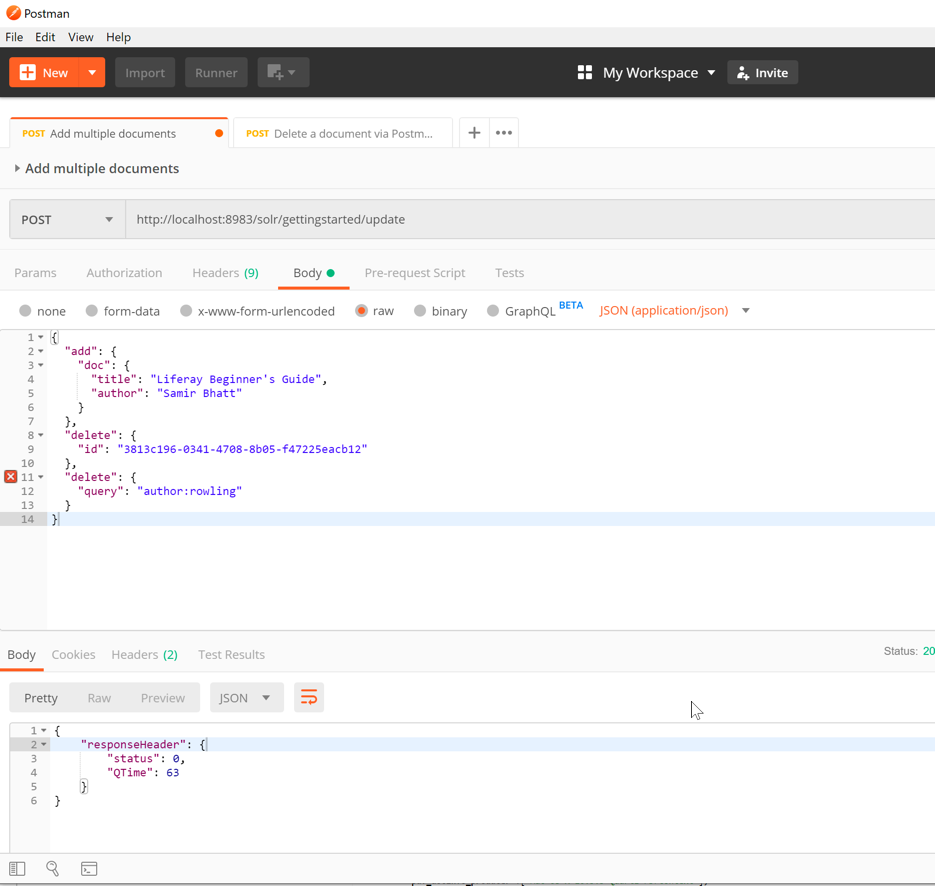 Postman
File Edit View Help
New Import Runner My Workspace Invite
POST Add multiple documents POST Delete a document via Postm... + •••
Add multiple documents
POST http://localhost:8983/solr/gettingstarted/update
Params Authorization Headers (9) Body Pre-request Script Tests
none form-data x-www-form-urlencoded raw binary GraphQL BETA JSON (application/json)
1 {
2 "add": {
3 "doc": {
4 "title": "Liferay Beginner's Guide",
5 "author": "Samir Bhatt"
6 }
7 },
8 "delete": {
9 "id": "3813c196-0341-4708-8b05-f47225eacb12"
10 },
11 "delete": {
12 "query": "author:rowling"
13 }
14 }
Body Cookies Headers (2) Test Results Status: 20
Pretty Raw Preview JSON
1 {
2 "responseHeader": {
3 "status": 0,
4 "QTime": 63
5 }
6 }